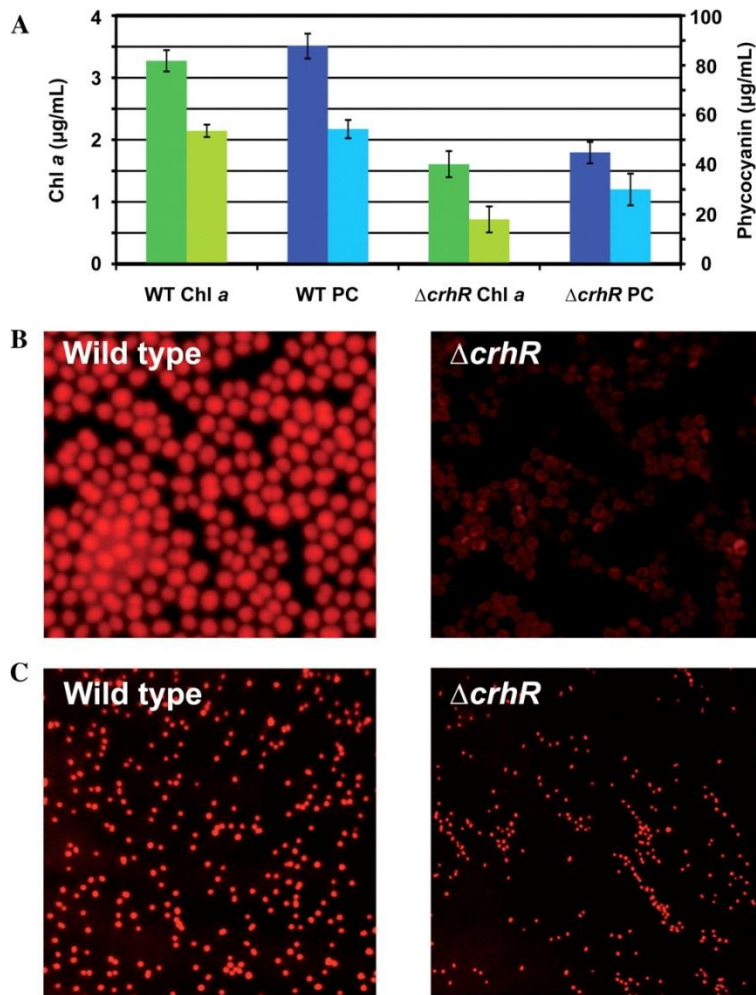 A
4
3
2
1
0
Chl a (µg/mL)
100
80
60
40
20
0
Phycocyanin (µg/mL)
WT Chl a
WT PC
ΔcrhR Chl a
ΔcrhR PC
B
Wild type
ΔcrhR
C
Wild type
ΔcrhR